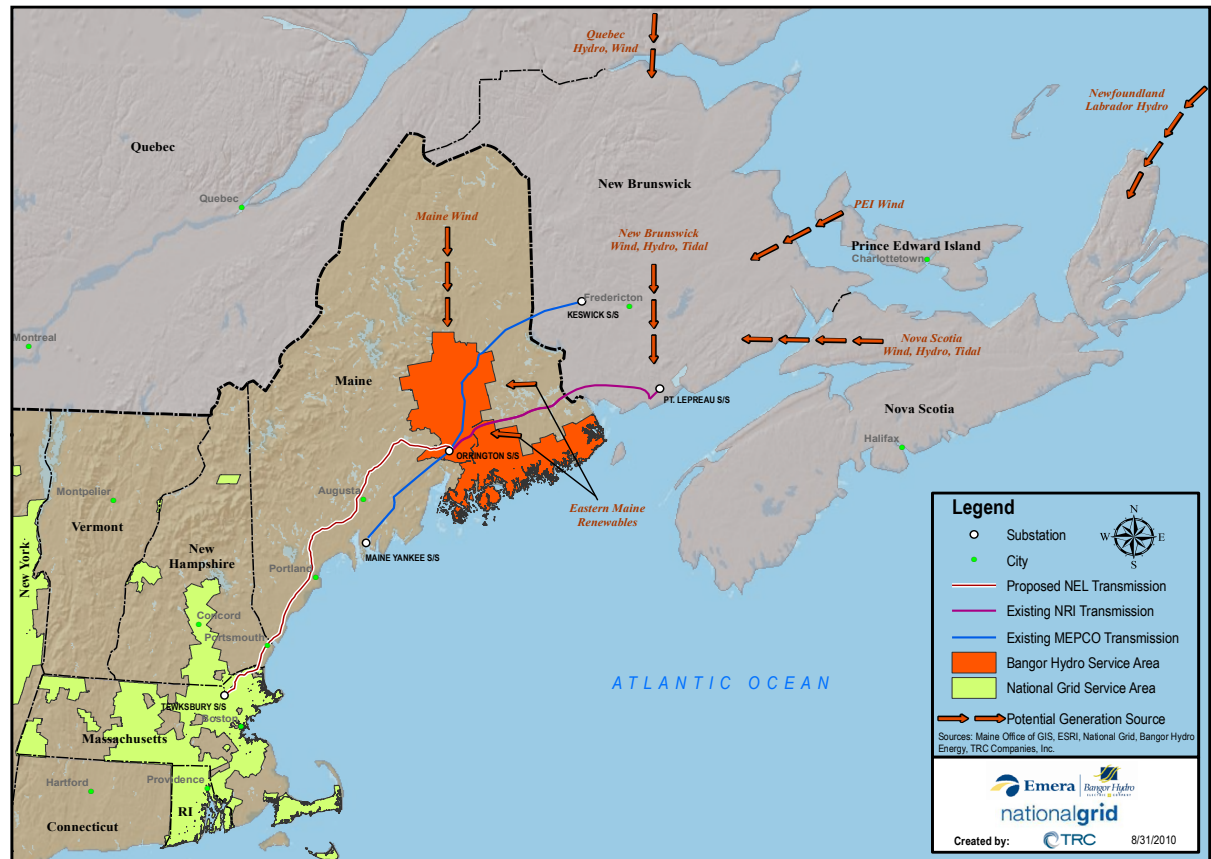 Quebec
Hydro, Wind
Newfoundland
Labrador Hydro
Quebec
New Brunswick
Quebec
Maine Wind
PEI Wind
New Brunswick
Wind, Hydro, Tidal
Prince Edward Island
Charlottetown
Fredericton
KESWICK S/S
Montreal
Nova Scotia
Wind, Hydro, Tidal
Maine
PT. LEPREAU S/S
Nova Scotia
Halifax
ORRINGTON S/S
Augusta
Montpelier
Eastern Maine
Renewables
Vermont
New
Hampshire
MAINE YANKEE S/S
Portland
New York
Concord
Portsmouth
ATLANTIC OCEAN
TEWKSBURY S/S
Boston
Massachusetts
Hartford
Providence
RI
Connecticut
Legend
N
W E
S
Substation
City
Proposed NEL Transmission
Existing NRI Transmission
Existing MEPCO Transmission
Bangor Hydro Service Area
National Grid Service Area
Potential Generation Source
Sources: Maine Office of GIS, ESRI, National Grid, Bangor Hydro
Energy, TRC Companies, Inc.
Emera Bangor Hydro
nationalgrid
Created by: TRC 8/31/2010